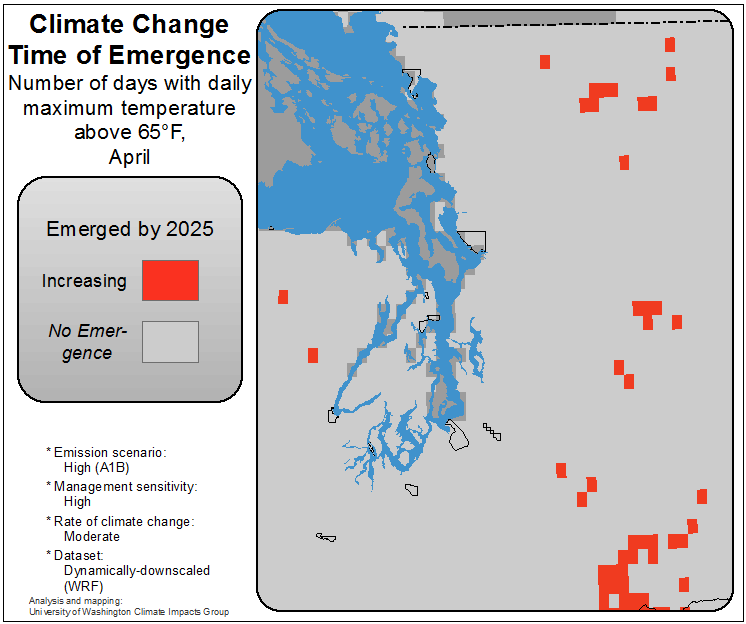 Climate Change
Time of Emergence
Number of days with daily
maximum temperature
above 65°F,
April
Emerged by 2025
Increasing
No Emer-
gence
* Emission scenario:
High (A1B)
* Management sensitivity:
High
* Rate of climate change:
Moderate
* Dataset:
Dynamically-downscaled
(WRF)
Analysis and mapping:
University of Washington Climate Impacts Group